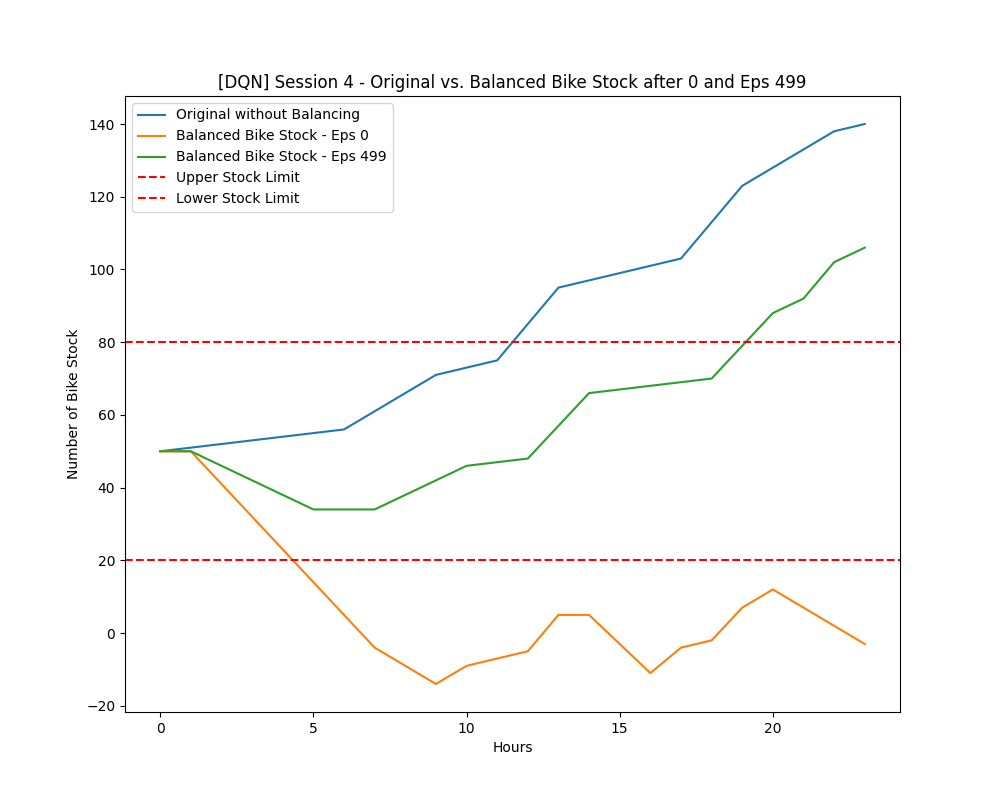 [DQN] Session 4 - Original vs. Balanced Bike Stock after 0 and Eps 499
Original without Balancing
Balanced Bike Stock - Eps 0
Balanced Bike Stock - Eps 499
Upper Stock Limit
Lower Stock Limit
140
120
100
80
60
40
20
0
−20
Number of Bike Stock
0 5 10 15 20
Hours